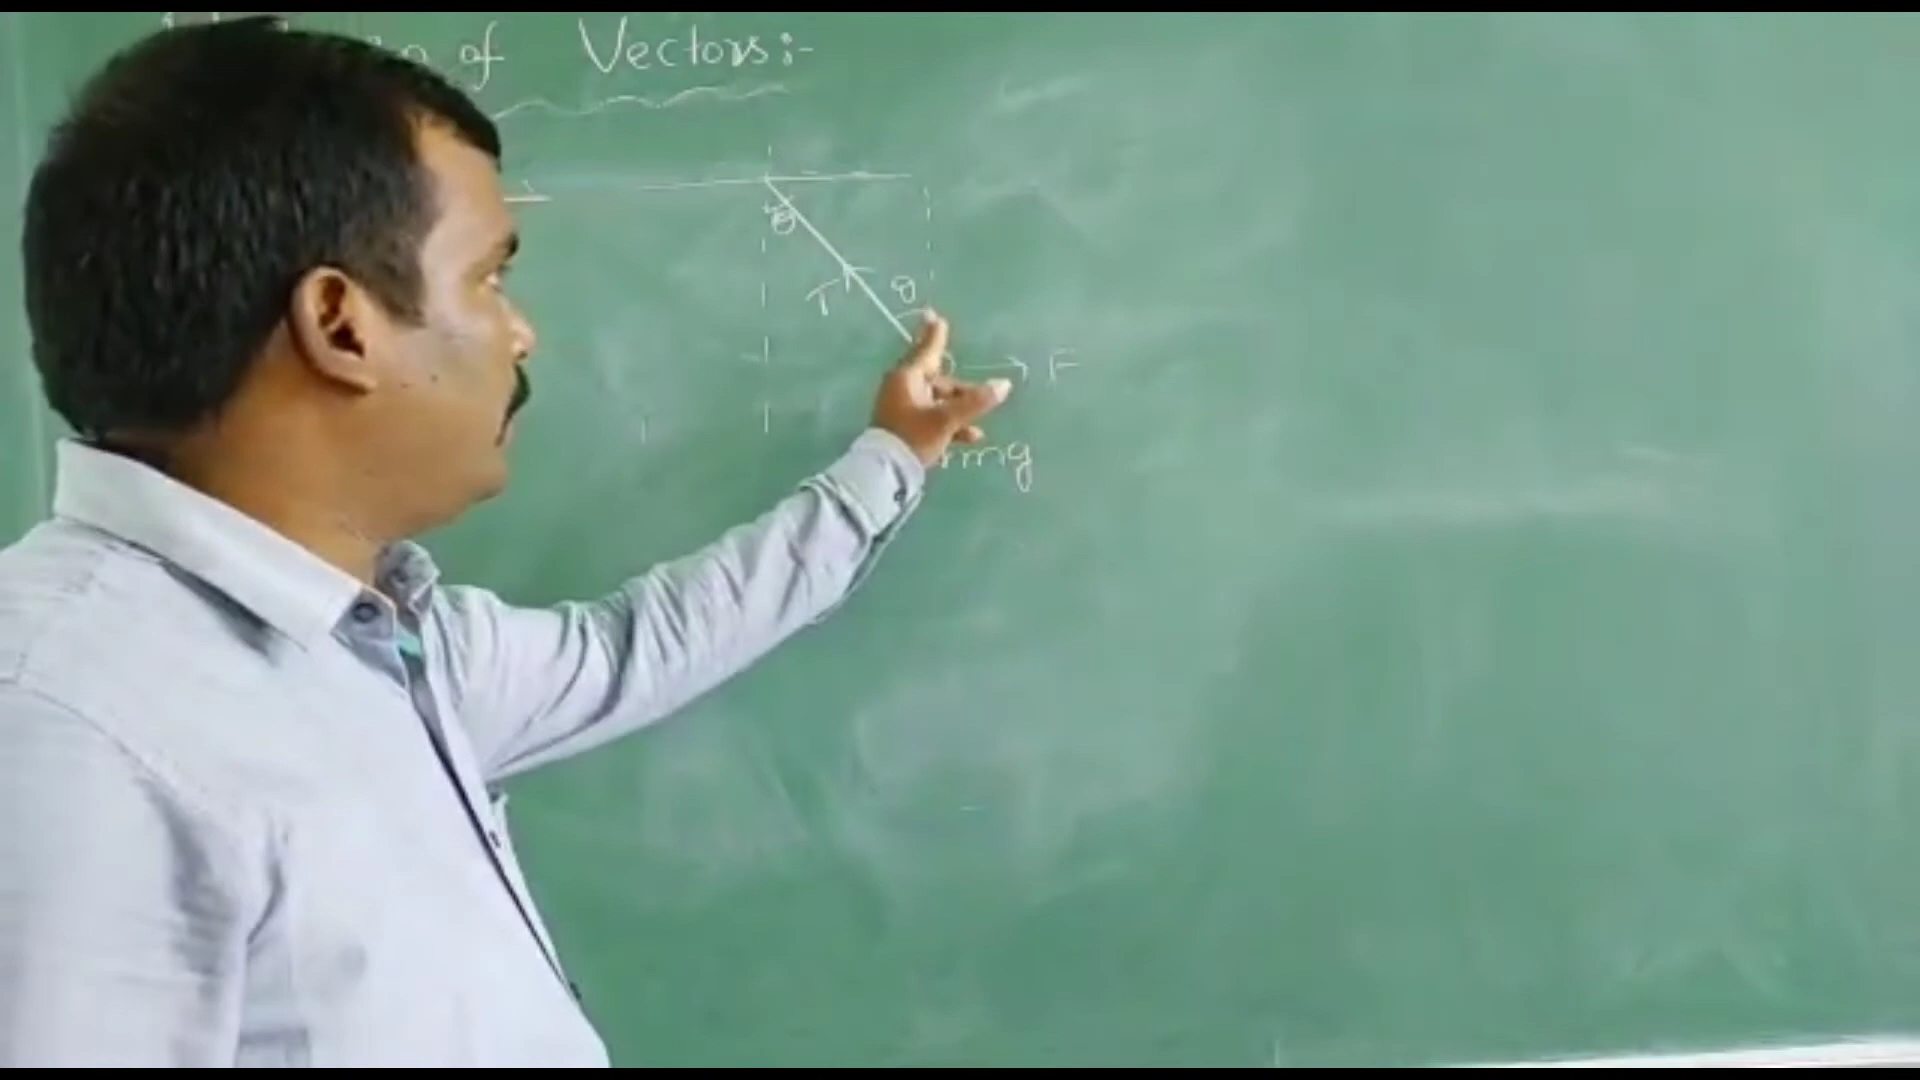 of Vectors:-
θ
T θ
F
mg